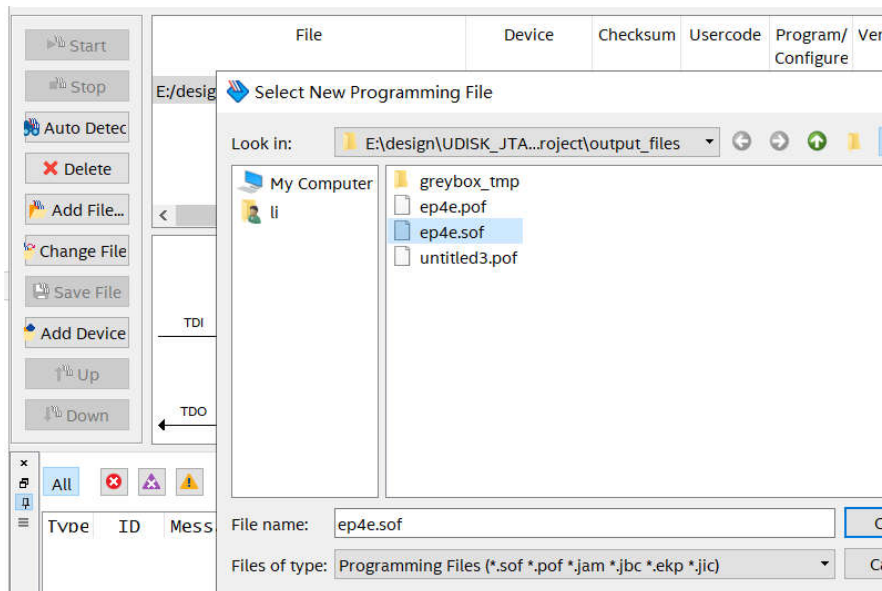 Start
Stop
Auto Detec
Delete
Add File...
Change File
Save File
Add Device
Up
Down
File
Device
Checksum
Usercode
Program/
Configure
Ver
E:/desig
TDI
TDO
Select New Programming File
Look in:
E:\design\UDISK_JTA...roject\output_files
My Computer
li
greybox_tmp
ep4e.pof
ep4e.sof
untitled3.pof
File name:
ep4e.sof
Files of type:
Programming Files (*.sof *.pof *.jam *.jbc *.ekp *.jic)
Ca
All
Type
ID
Mess